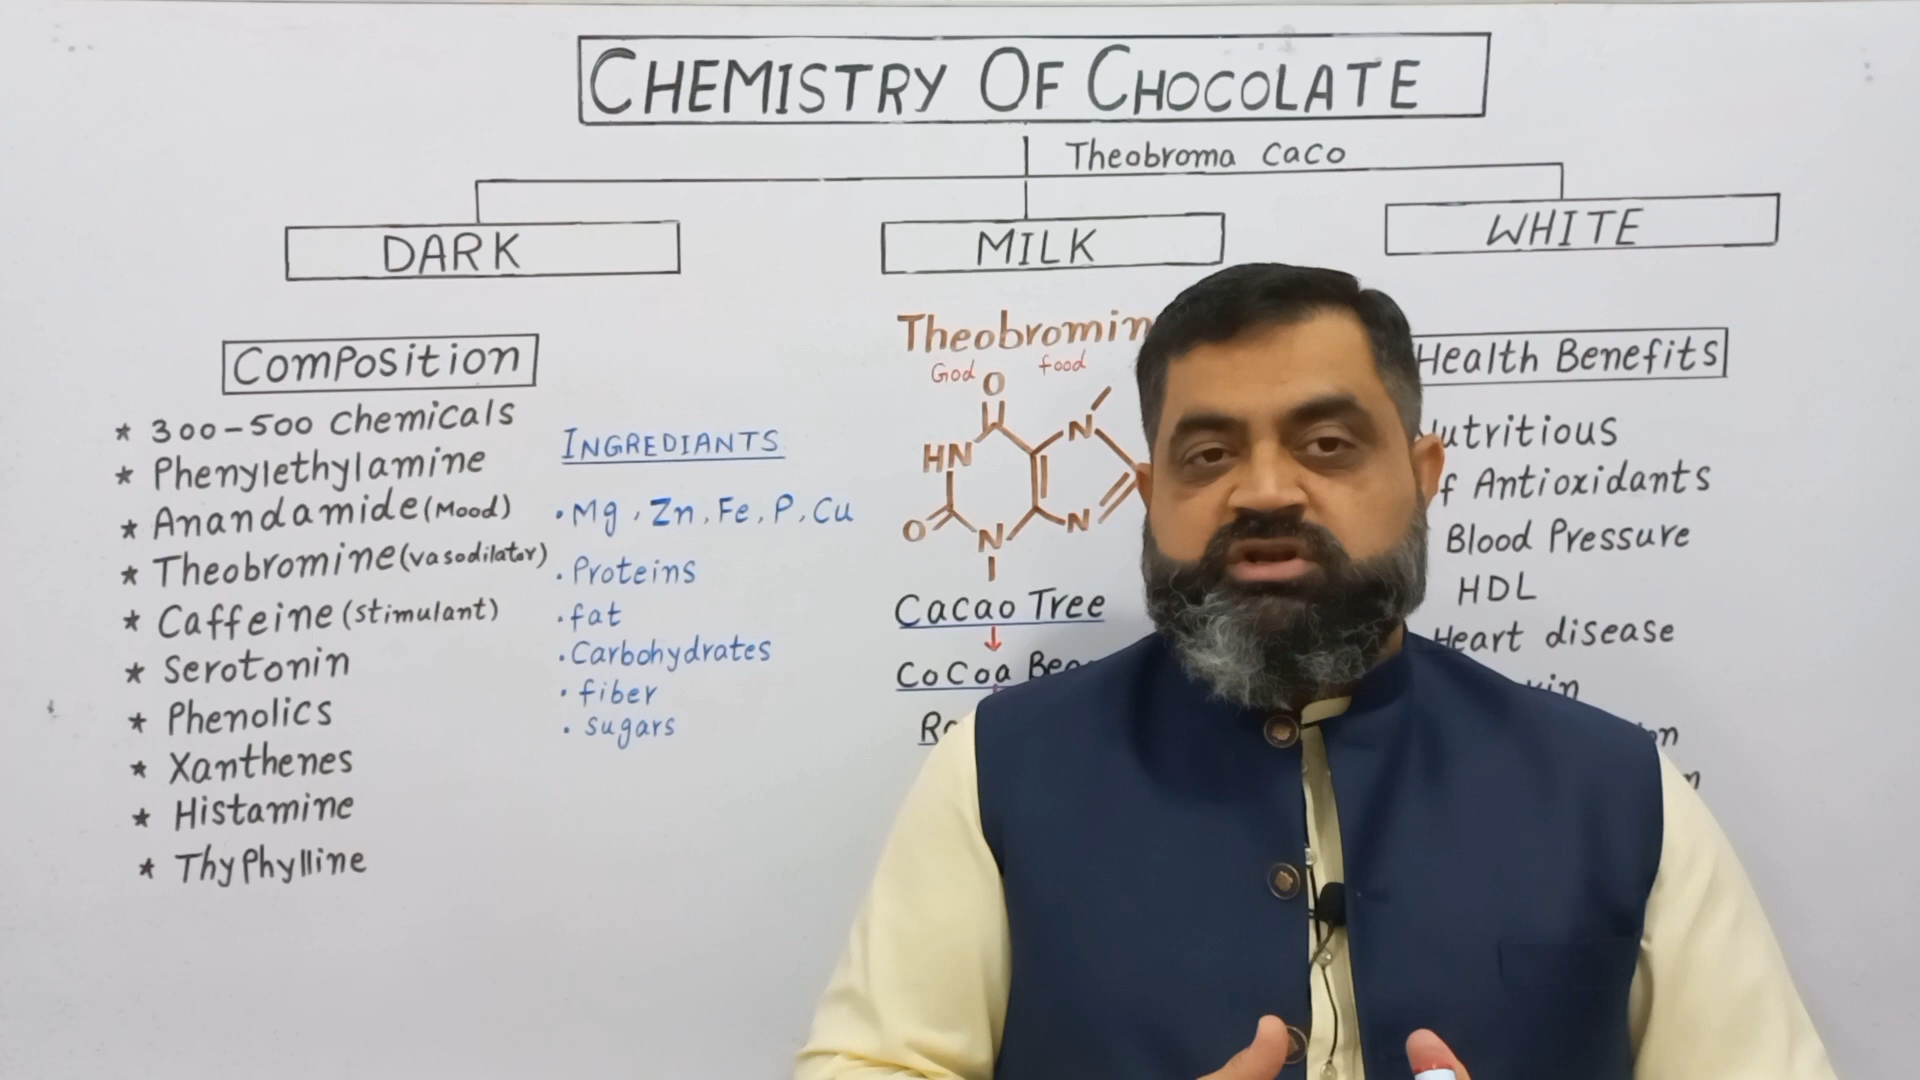 CHEMISTRY OF CHOCOLATE
Theobroma caco
DARK
MILK
WHITE
Composition
* 300-500 Chemicals
* Phenylethylamine
* Anandamide (Mood)
* Theobromine (vasodilator)
* Caffeine (stimulant)
* Serotonin
* Phenolics
* Xanthenes
* Histamine
* ThyPhylline
INGREDIANTS
• Mg, Zn, Fe, P, Cu
• Proteins
• fat
• Carbohydrates
• fiber
• sugars
Theobromin
God food
O
HN
N
O
N
N
Cacao Tree
↓
CoCoa
Health Benefits
Nutritious
f Antioxidants
Blood Pressure
HDL
Heart disease